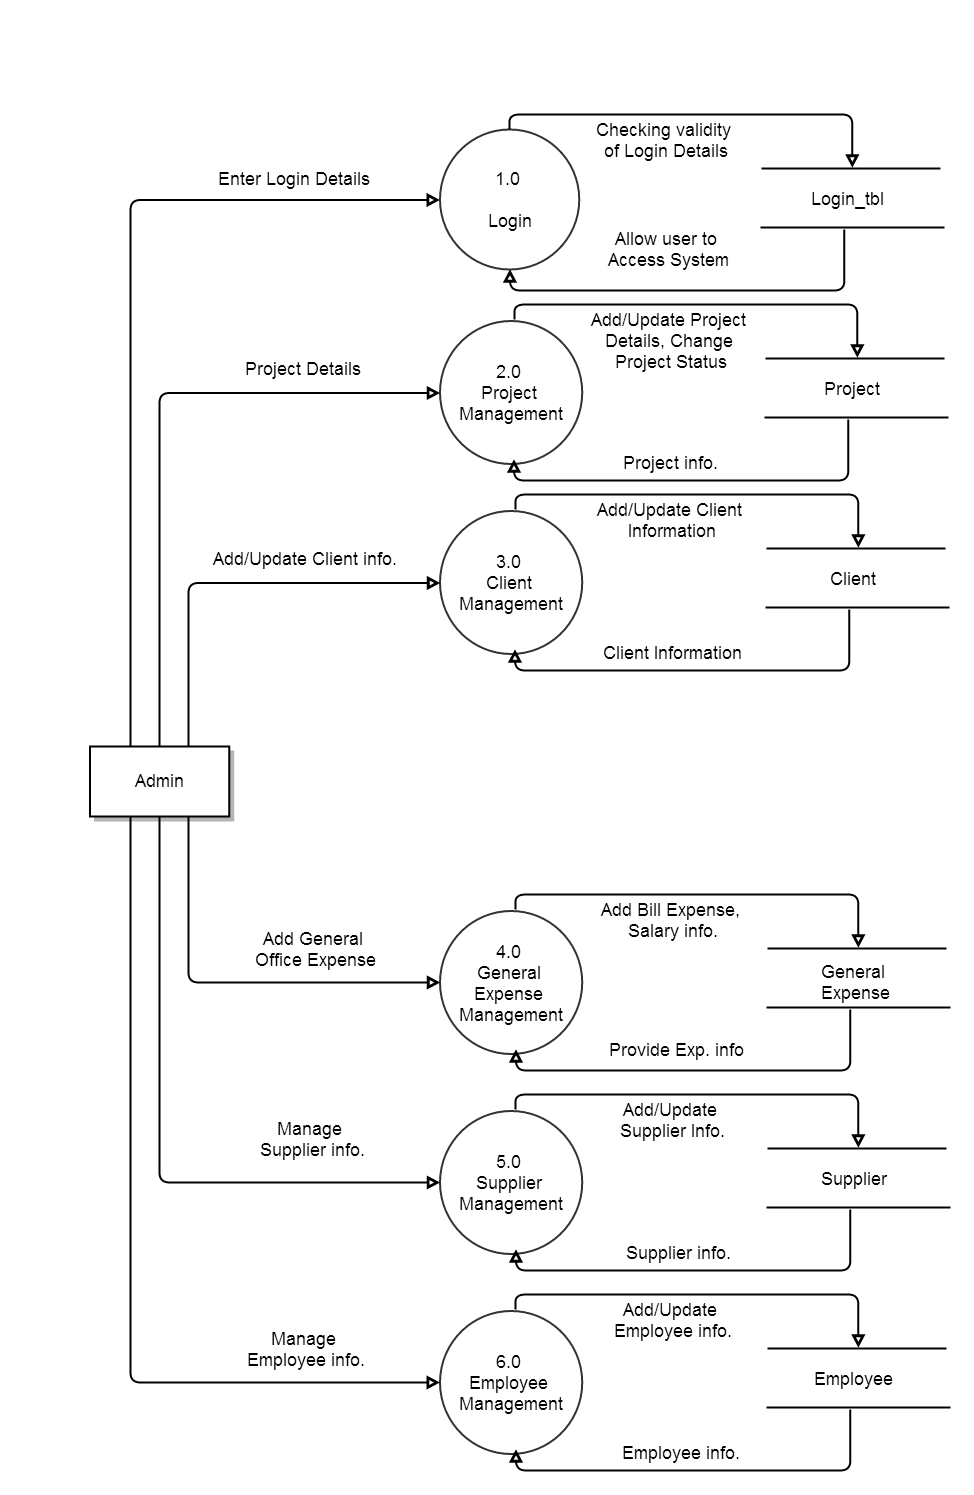 Checking validity
of Login Details
Enter Login Details
1.0
Login
Login_tbl
Allow user to
Access System
Add/Update Project
Details, Change
Project Status
Project Details
2.0
Project
Management
Project
Project info.
Add/Update Client
Information
Add/Update Client info.
3.0
Client
Management
Client
Client Information
Admin
Add Bill Expense,
Salary info.
Add General
Office Expense
4.0
General
Expense
Management
General
Expense
Provide Exp. info
Add/Update
Supplier Info.
Manage
Supplier info.
5.0
Supplier
Management
Supplier
Supplier info.
Add/Update
Employee info.
Manage
Employee info.
6.0
Employee
Management
Employee
Employee info.